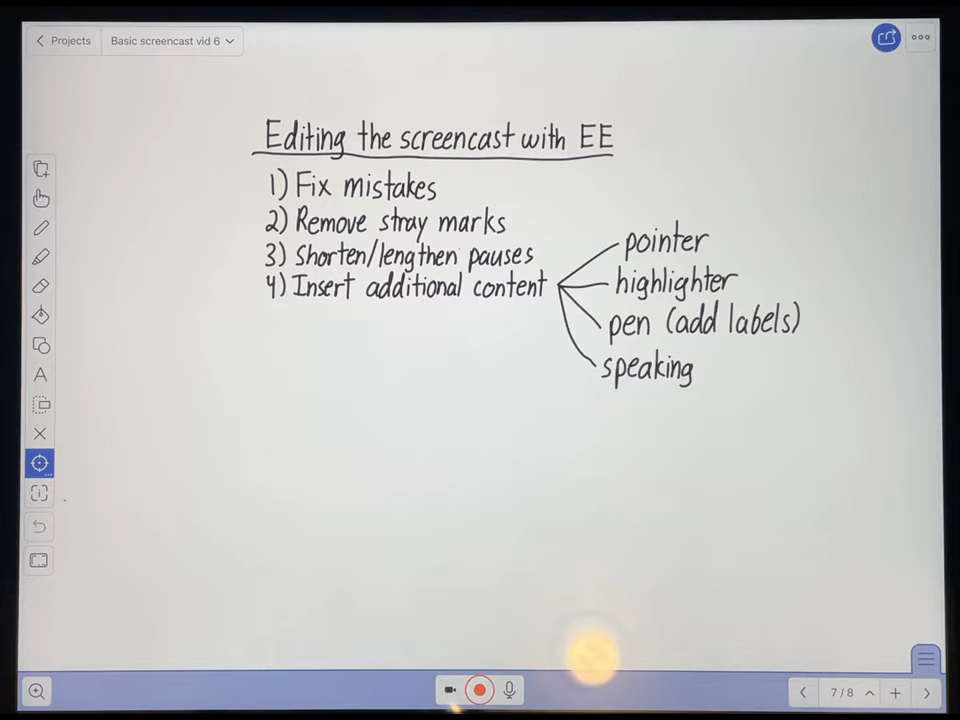 Projects
Basic screencast vid 6
Editing the screencast with EE
1) Fix mistakes
2) Remove stray marks
3) Shorten/lengthen pauses
4) Insert additional content
pointer
highlighter
pen (add labels)
speaking
A
7/8